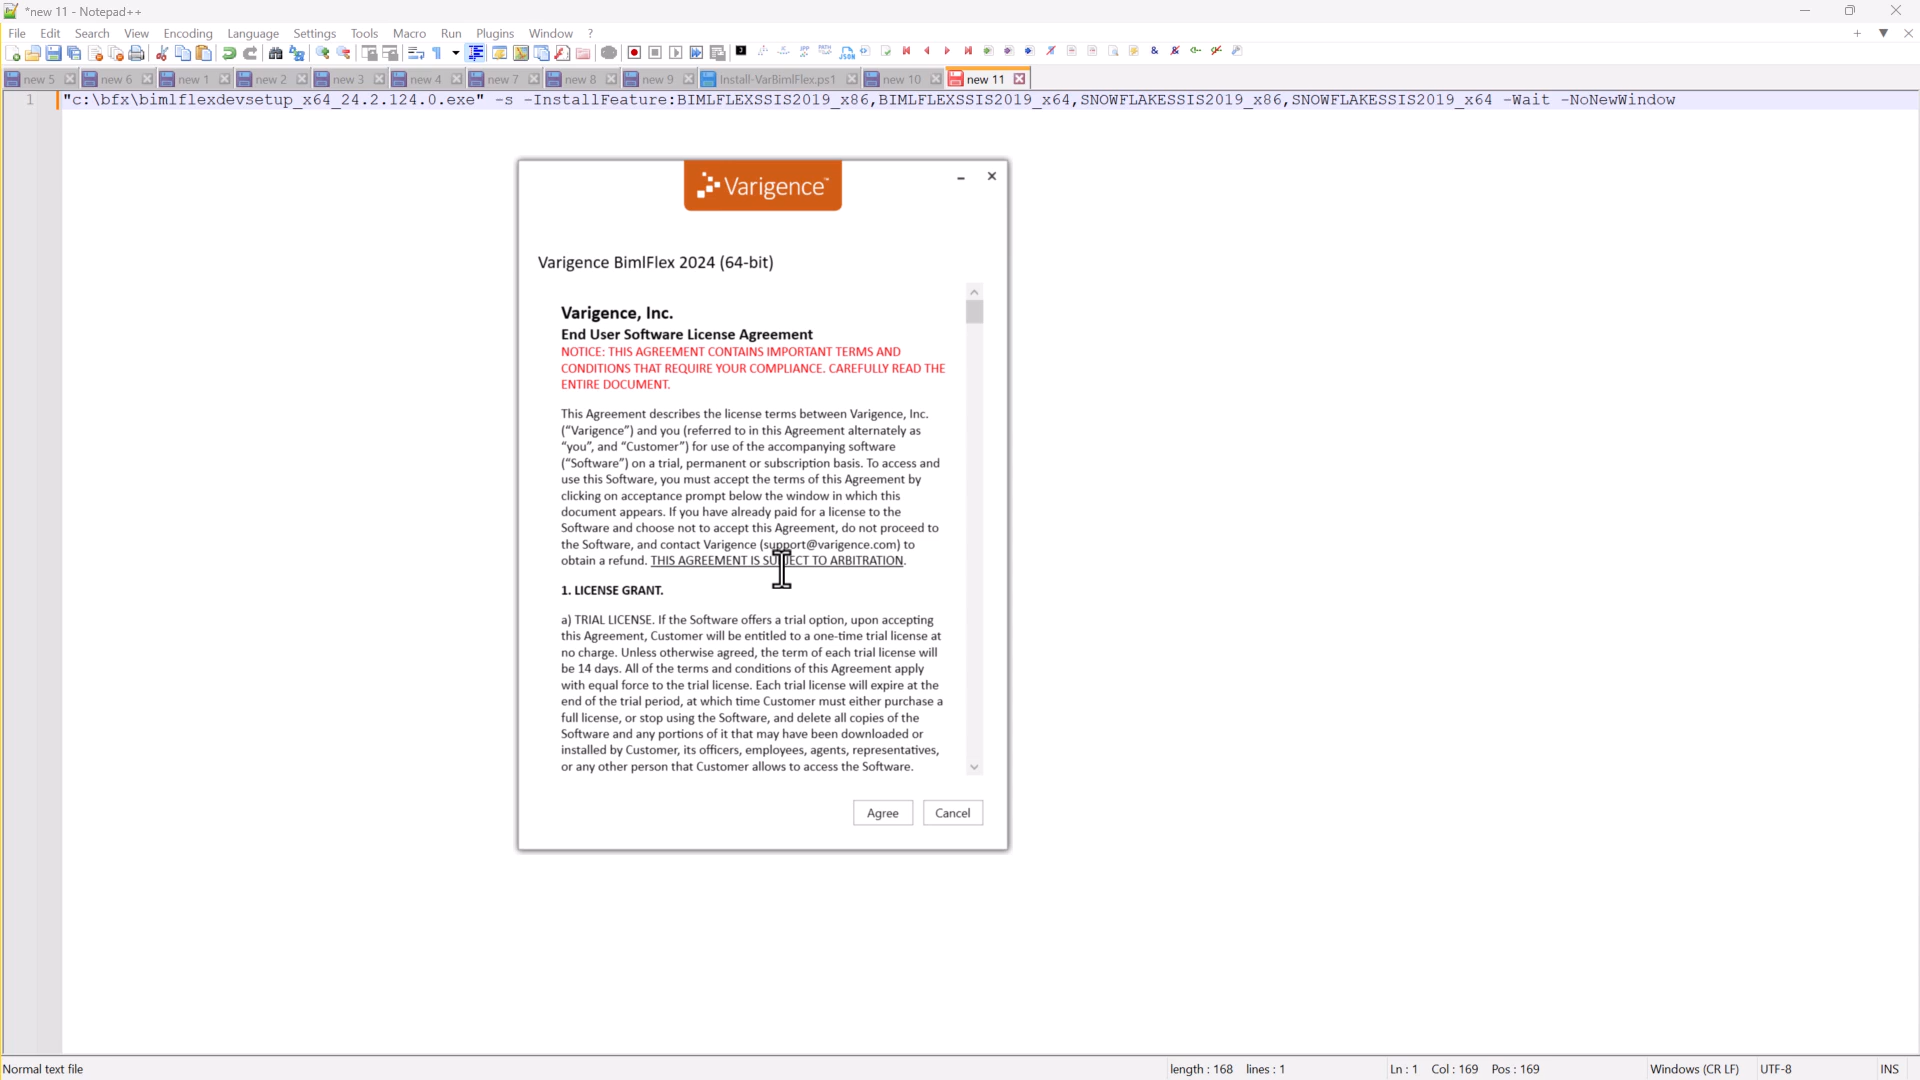 *new 11 - Notepad++
File Edit Search View Encoding Language Settings Tools Macro Run Plugins Window ?
new 5 new 6 new 1 new 2 new 3 new 4 new 7 new 8 new 9 Install-VarBimlFlex.ps1 new 10 new 11
1 "c:\bfx\bimlflexdevsetup_x64_24.2.124.0.exe" -s -InstallFeature:BIMLFLEXSSIS2019_x86,BIMLFLEXSSIS2019_x64,SNOWFLAKESSIS2019_x86,SNOWFLAKESSIS2019_x64 -Wait -NoNewWindow
Varigence™
Varigence BimlFlex 2024 (64-bit)
Varigence, Inc.
End User Software License Agreement
NOTICE: THIS AGREEMENT CONTAINS IMPORTANT TERMS AND
CONDITIONS THAT REQUIRE YOUR COMPLIANCE. CAREFULLY READ THE
ENTIRE DOCUMENT.
This Agreement describes the license terms between Varigence, Inc.
(“Varigence”) and you (referred to in this Agreement alternately as
“you”, and “Customer”) for use of the accompanying software
(“Software”) on a trial, permanent or subscription basis. To access and
use this Software, you must accept the terms of this Agreement by
clicking on acceptance prompt below the window in which this
document appears. If you have already paid for a license to the
Software and choose not to accept this Agreement, do not proceed to
the Software, and contact Varigence (support@varigence.com) to
obtain a refund. THIS AGREEMENT IS SUBJECT TO ARBITRATION.
1. LICENSE GRANT.
a) TRIAL LICENSE. If the Software offers a trial option, upon accepting
this Agreement, Customer will be entitled to a one-time trial license at
no charge. Unless otherwise agreed, the term of each trial license will
be 14 days. All of the terms and conditions of this Agreement apply
with equal force to the trial license. Each trial license will expire at the
end of the trial period, at which time Customer must either purchase a
full license, or stop using the Software, and delete all copies of the
Software and any portions of it that may have been downloaded or
installed by Customer, its officers, employees, agents, representatives,
or any other person that Customer allows to access the Software.
Agree Cancel
Normal text file length : 168 lines : 1 Ln : 1 Col : 169 Pos : 169 Windows (CR LF) UTF-8 INS